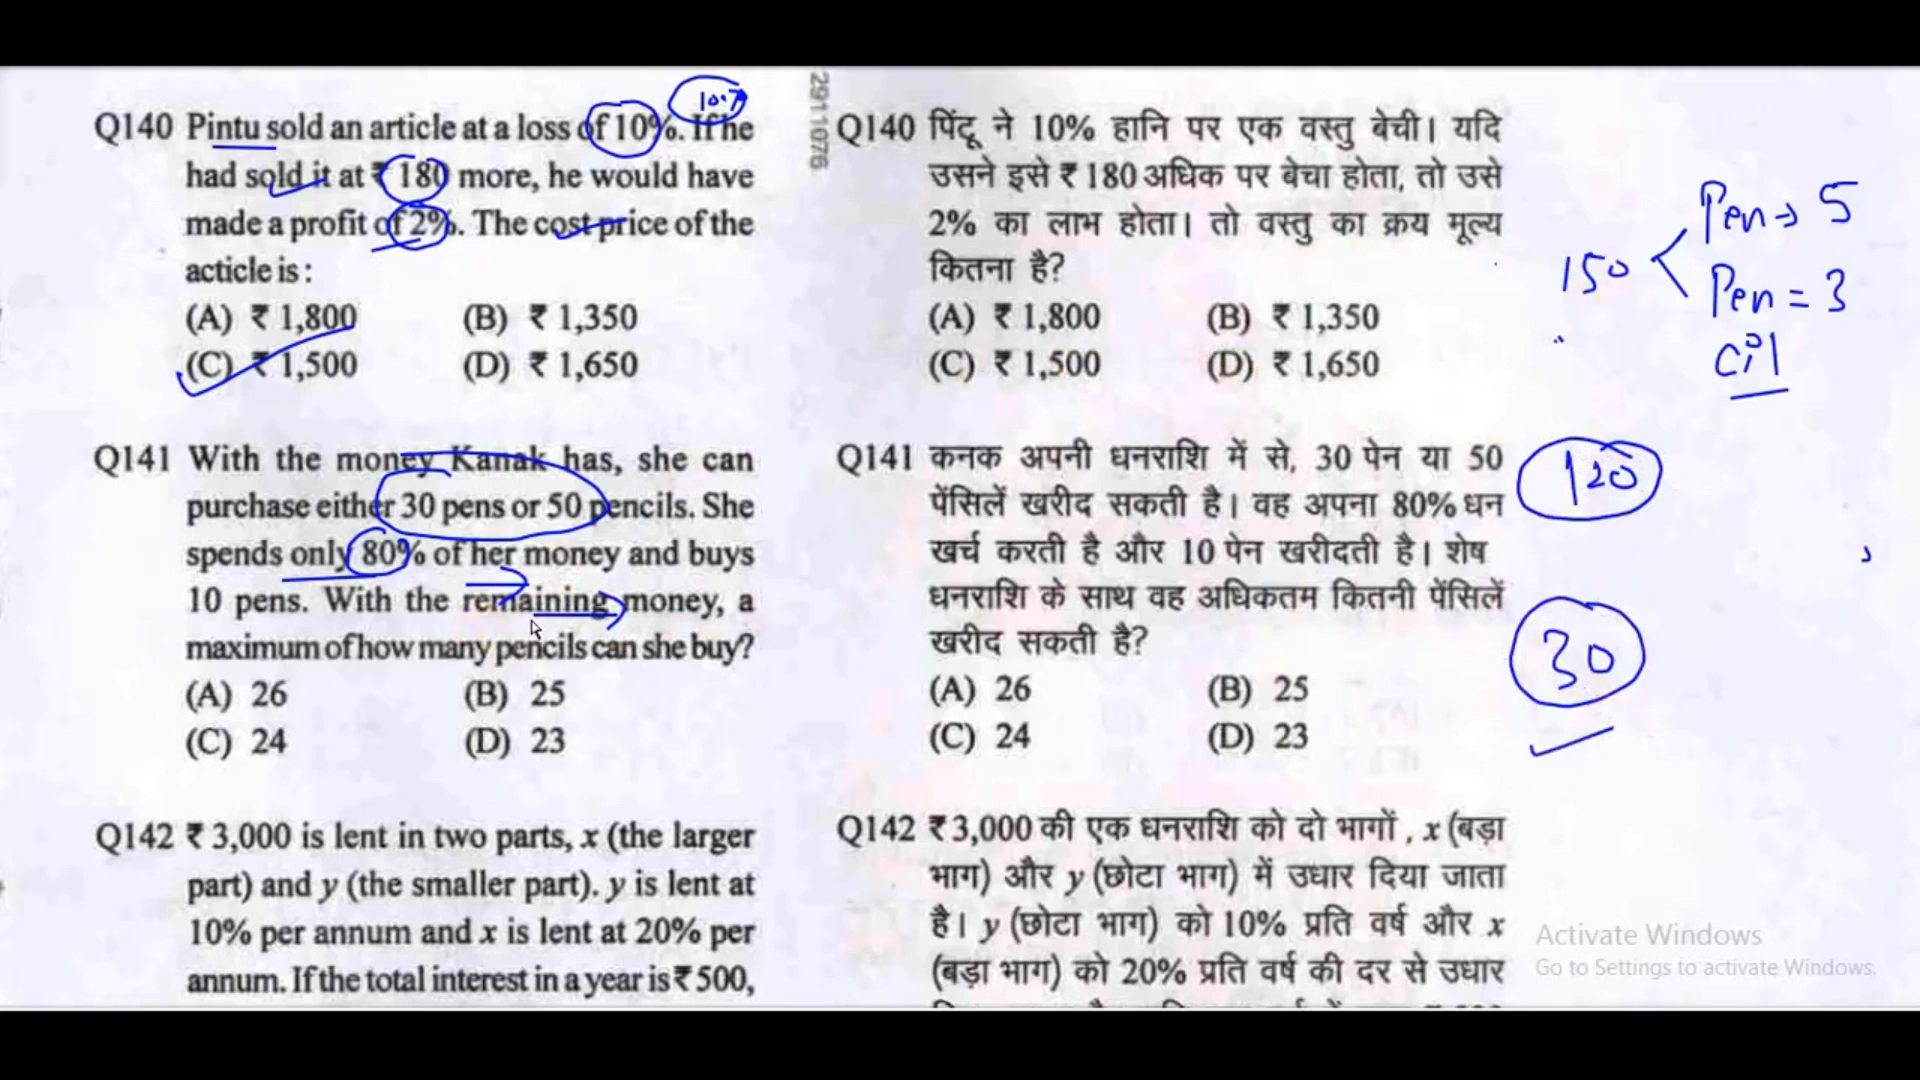 Q140 Pintu sold an article at a loss of 10%. If he
had sold it at ₹ 180 more, he would have
made a profit of 2%. The cost price of the
acticle is :
(A) ₹ 1,800 (B) ₹ 1,350
(C) ₹ 1,500 (D) ₹ 1,650
Q141 With the money Kanak has, she can
purchase either 30 pens or 50 pencils. She
spends only 80% of her money and buys
10 pens. With the remaining money, a
maximum of how many pencils can she buy?
(A) 26 (B) 25
(C) 24 (D) 23
Q142 ₹ 3,000 is lent in two parts, x (the larger
part) and y (the smaller part). y is lent at
10% per annum and x is lent at 20% per
annum. If the total interest in a year is ₹ 500,
2911076
Q140 पिंटू ने 10% हानि पर एक वस्तु बेची। यदि
उसने इसे ₹ 180 अधिक पर बेचा होता, तो उसे
2% का लाभ होता। तो वस्तु का क्रय मूल्य
कितना है?
(A) ₹ 1,800 (B) ₹ 1,350
(C) ₹ 1,500 (D) ₹ 1,650
Q141 कनक अपनी धनराशि में से, 30 पेन या 50
पेंसिलें खरीद सकती है। वह अपना 80% धन
खर्च करती है और 10 पेन खरीदती है। शेष
धनराशि के साथ वह अधिकतम कितनी पेंसिलें
खरीद सकती है?
(A) 26 (B) 25
(C) 24 (D) 23
Q142 ₹ 3,000 की एक धनराशि को दो भागों , x (बड़ा
भाग) और y (छोटा भाग) में उधार दिया जाता
है। y (छोटा भाग) को 10% प्रति वर्ष और x
(बड़ा भाग) को 20% प्रति वर्ष की दर से उधार
Pen → 5
150
Pen = 3
120
30
Activate Windows
Go to Settings to activate Windows.